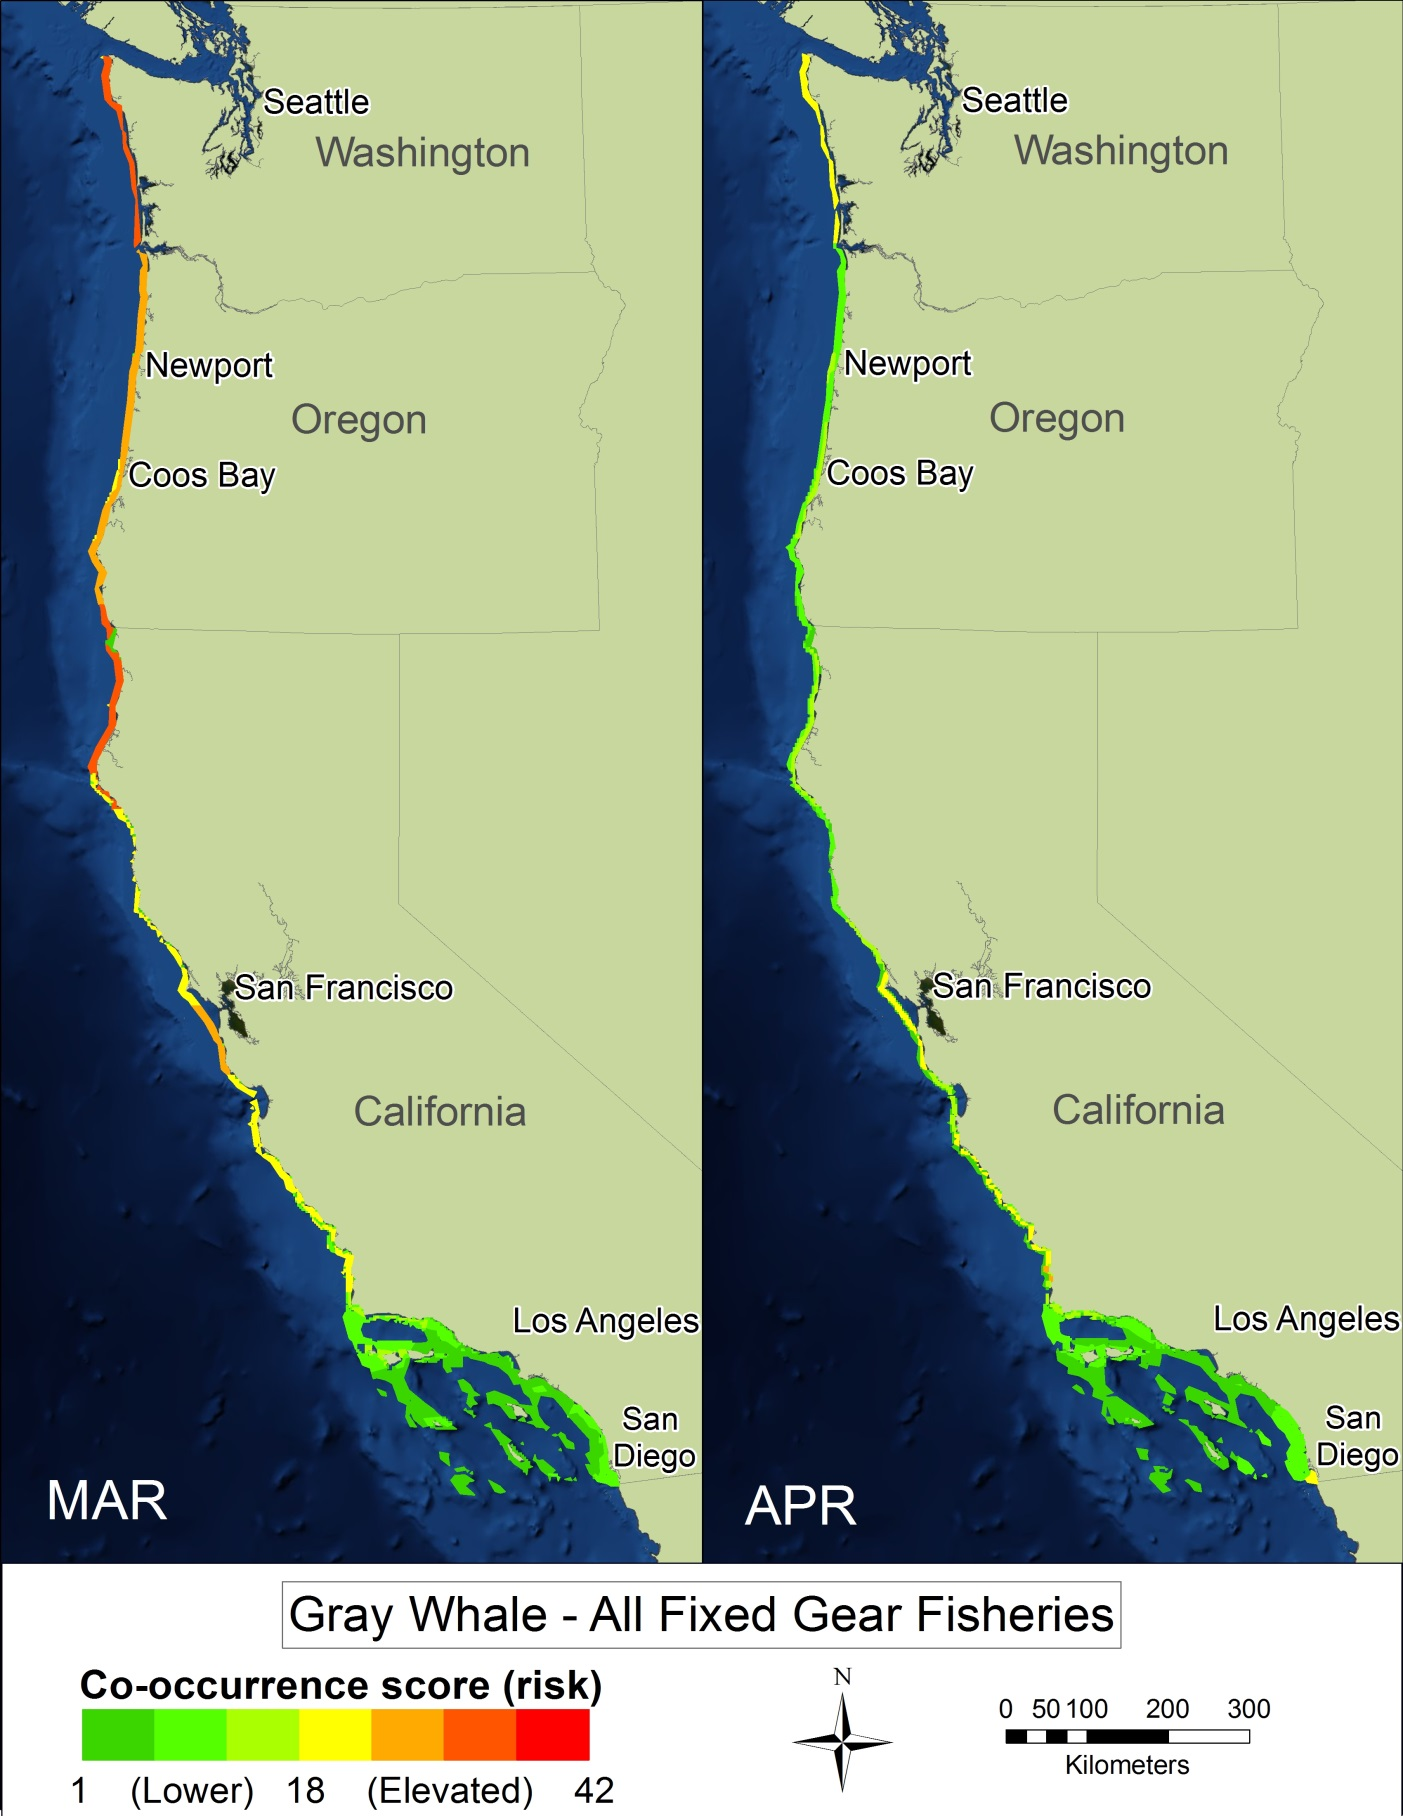 Seattle
Washington
Newport
Oregon
Coos Bay
San Francisco
California
Los Angeles
San
Diego
MAR
Seattle
Washington
Newport
Oregon
Coos Bay
San Francisco
California
Los Angeles
San
Diego
APR
Gray Whale - All Fixed Gear Fisheries
Co-occurrence score (risk)
1 (Lower) 18 (Elevated) 42
N
0 50 100 200 300
Kilometers